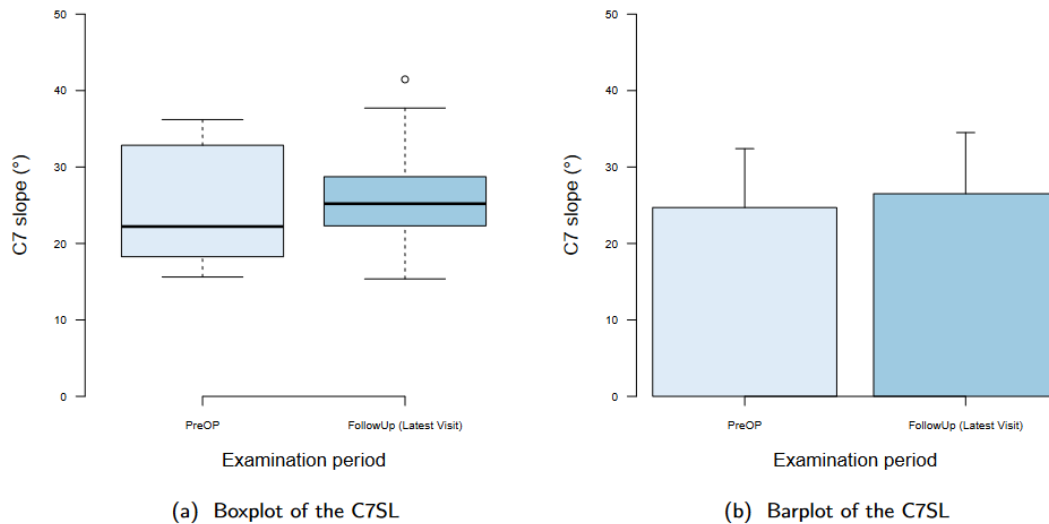 50
40
30
20
10
0
C7 slope (°)
PreOP
FollowUp (Latest Visit)
Examination period
(a) Boxplot of the C7SL
50
40
30
20
10
0
C7 slope (°)
PreOP
FollowUp (Latest Visit)
Examination period
(b) Barplot of the C7SL